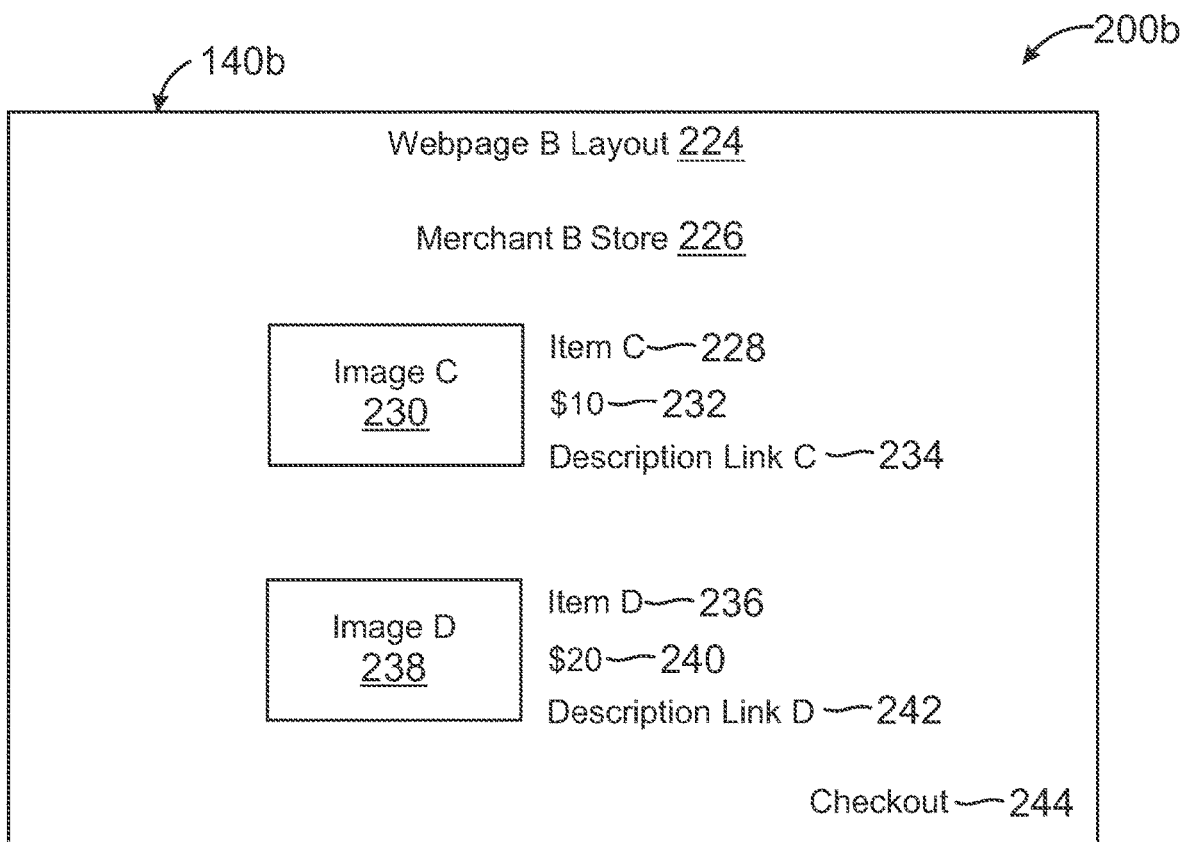 200b
140b
Webpage B Layout 224
Merchant B Store 226
Image C
230
Item C 228
$10 232
Description Link C 234
Image D
238
Item D 236
$20 240
Description Link D 242
Checkout 244